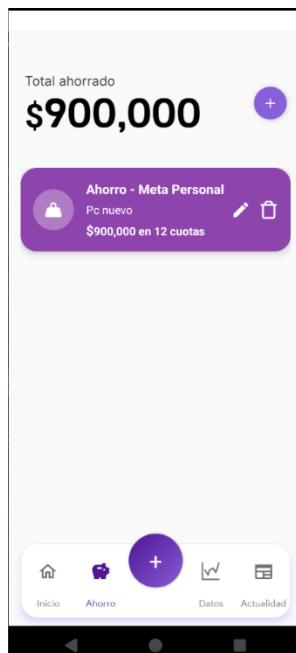 Total ahorrado
$900,000
+
Ahorro - Meta Personal
Pc nuevo
$900,000 en 12 cuotas
+
Inicio
Ahorro
Datos
Actualidad